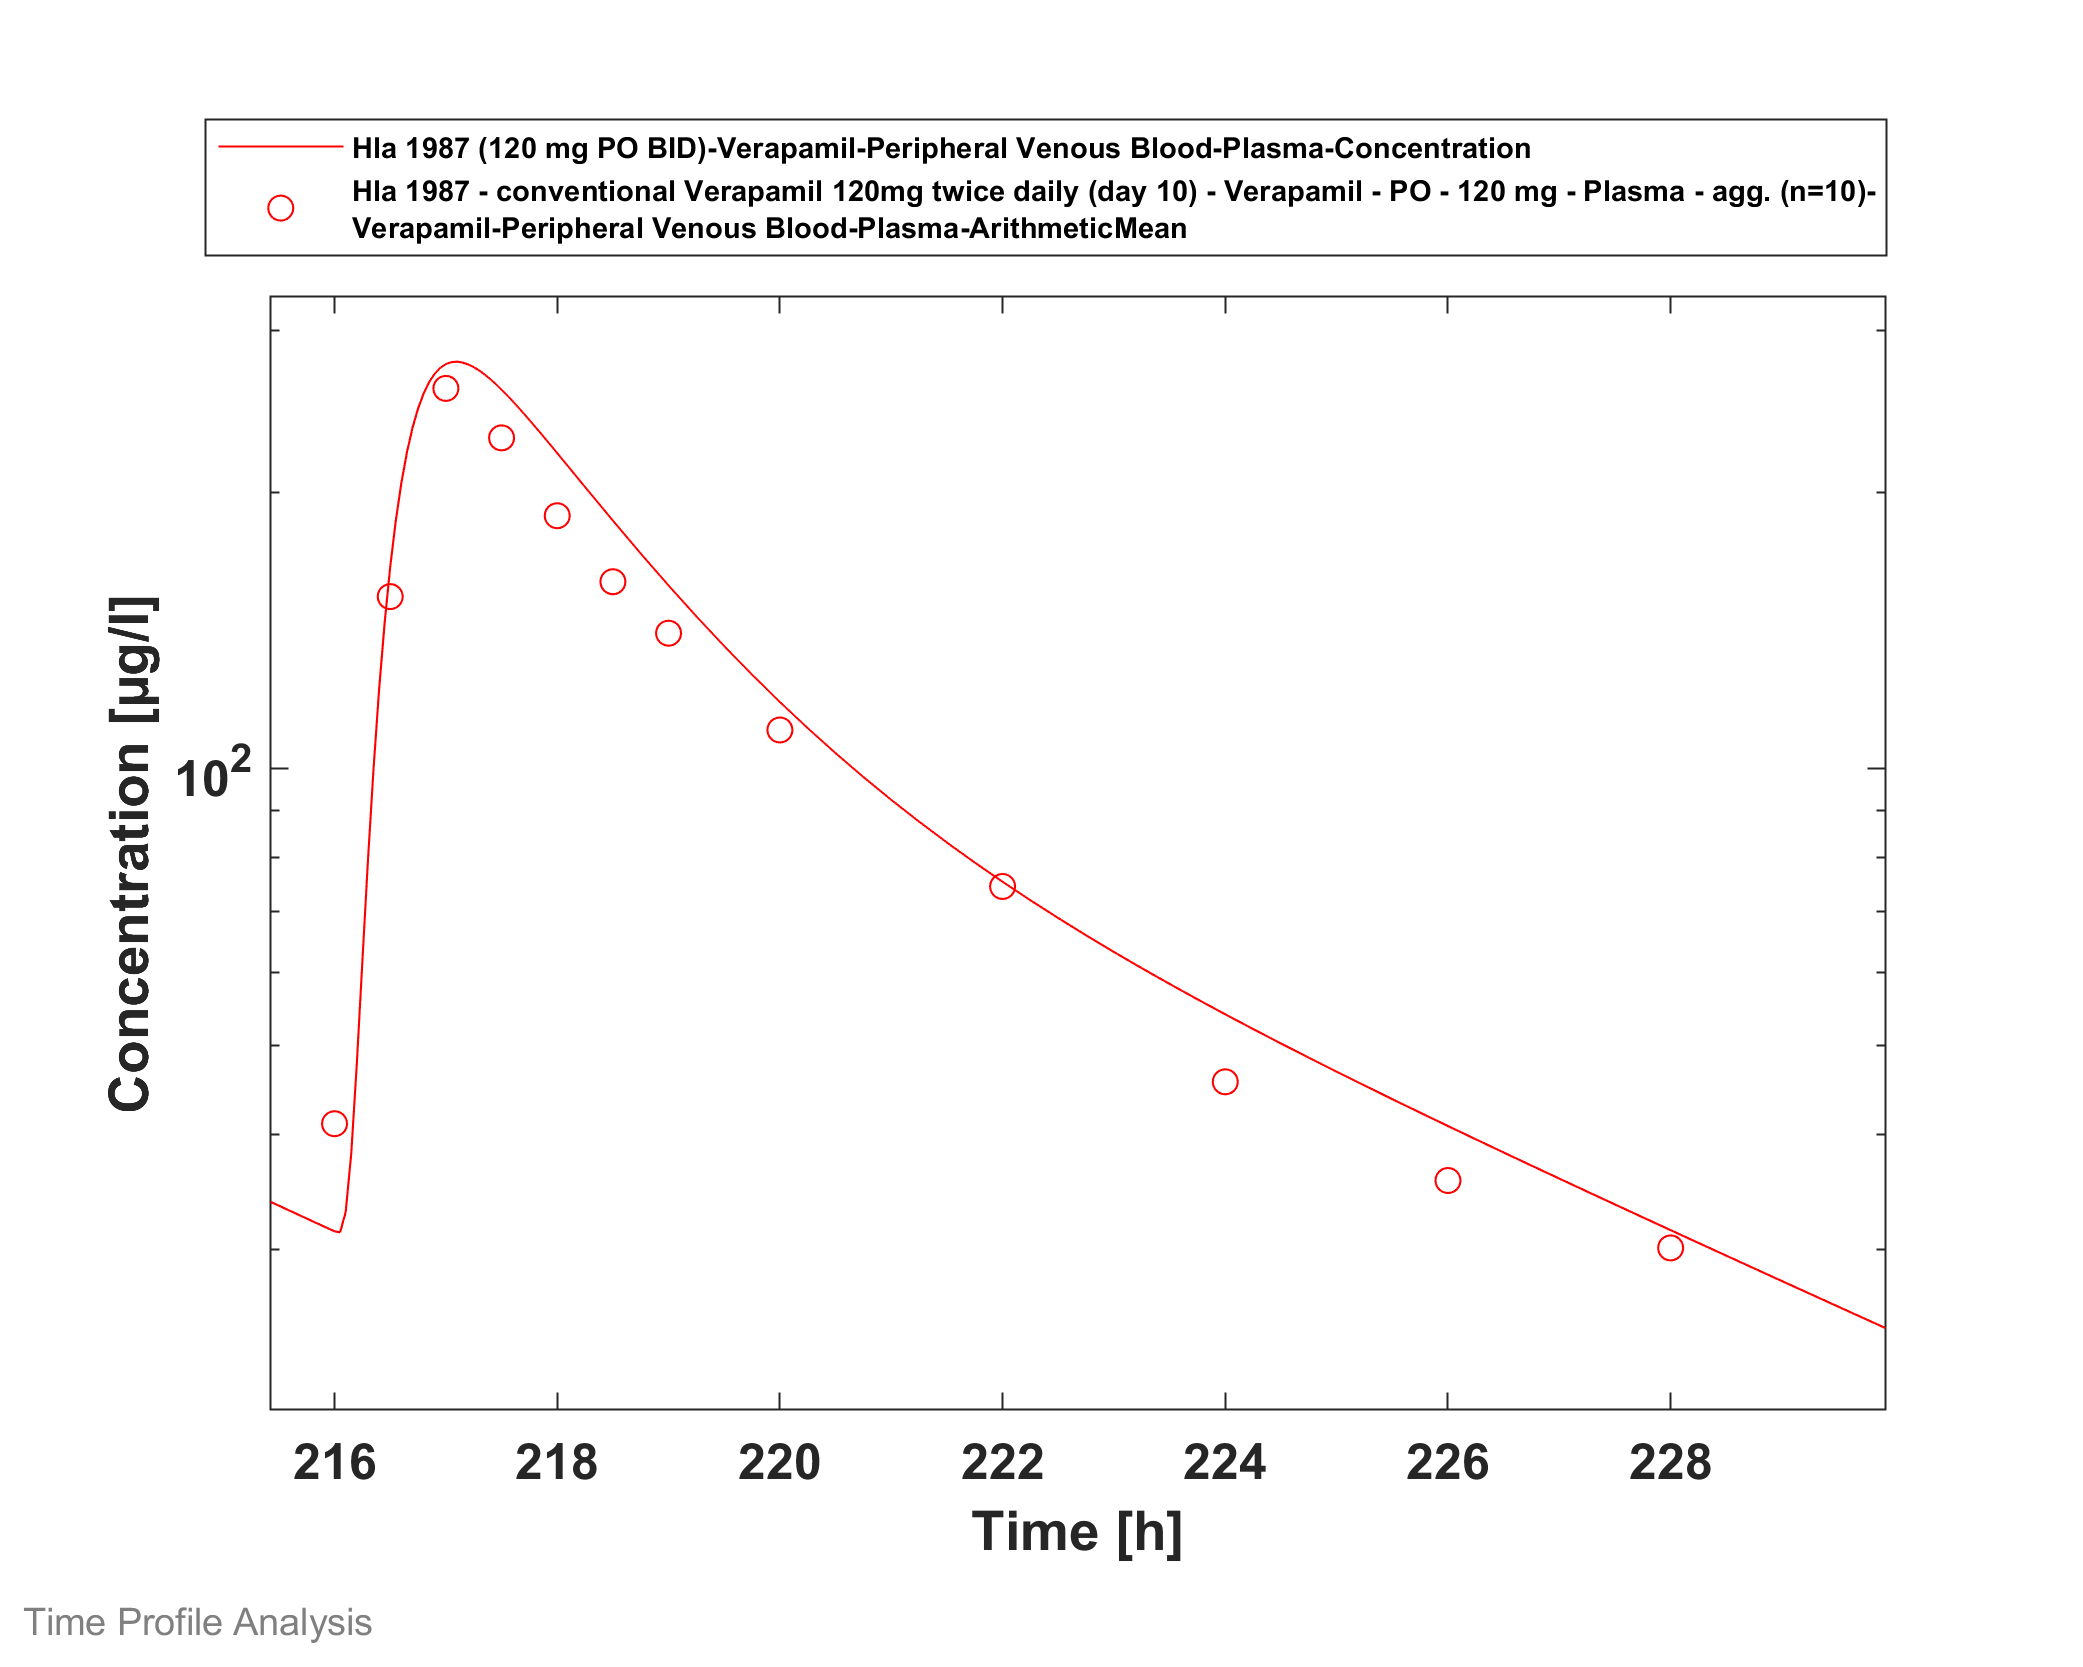 Hla 1987 (120 mg PO BID)-Verapamil-Peripheral Venous Blood-Plasma-Concentration
Hla 1987 - conventional Verapamil 120mg twice daily (day 10) - Verapamil - PO - 120 mg - Plasma - agg. (n=10)-
Verapamil-Peripheral Venous Blood-Plasma-ArithmeticMean
Concentration [µg/l]
10²
216 218 220 222 224 226 228
Time [h]
Time Profile Analysis